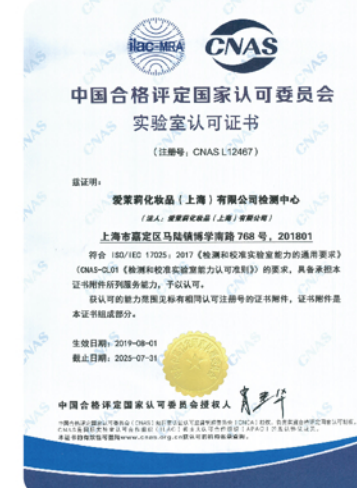 ilac-MRA
CNAS
中国合格评定国家认可委员会
实验室认可证书
（注册号：CNAS L12467）
兹证明：
爱茉莉化妆品（上海）有限公司检测中心
（法人：爱茉莉化妆品（上海）有限公司）
上海市嘉定区马陆镇博学南路 768 号，201801
符合 ISO/IEC 17025：2017《检测和校准实验室能力的通用要求》
（CNAS-CL01《检测和校准实验室能力认可准则》）的要求，具备承担本
证书附件所列服务能力，予以认可。
获认可的能力范围见标有相同认可注册号的证书附件，证书附件是
本证书组成部分。
生效日期：2019-08-01
截止日期：2025-07-31
中国合格评定国家认可委员会授权人